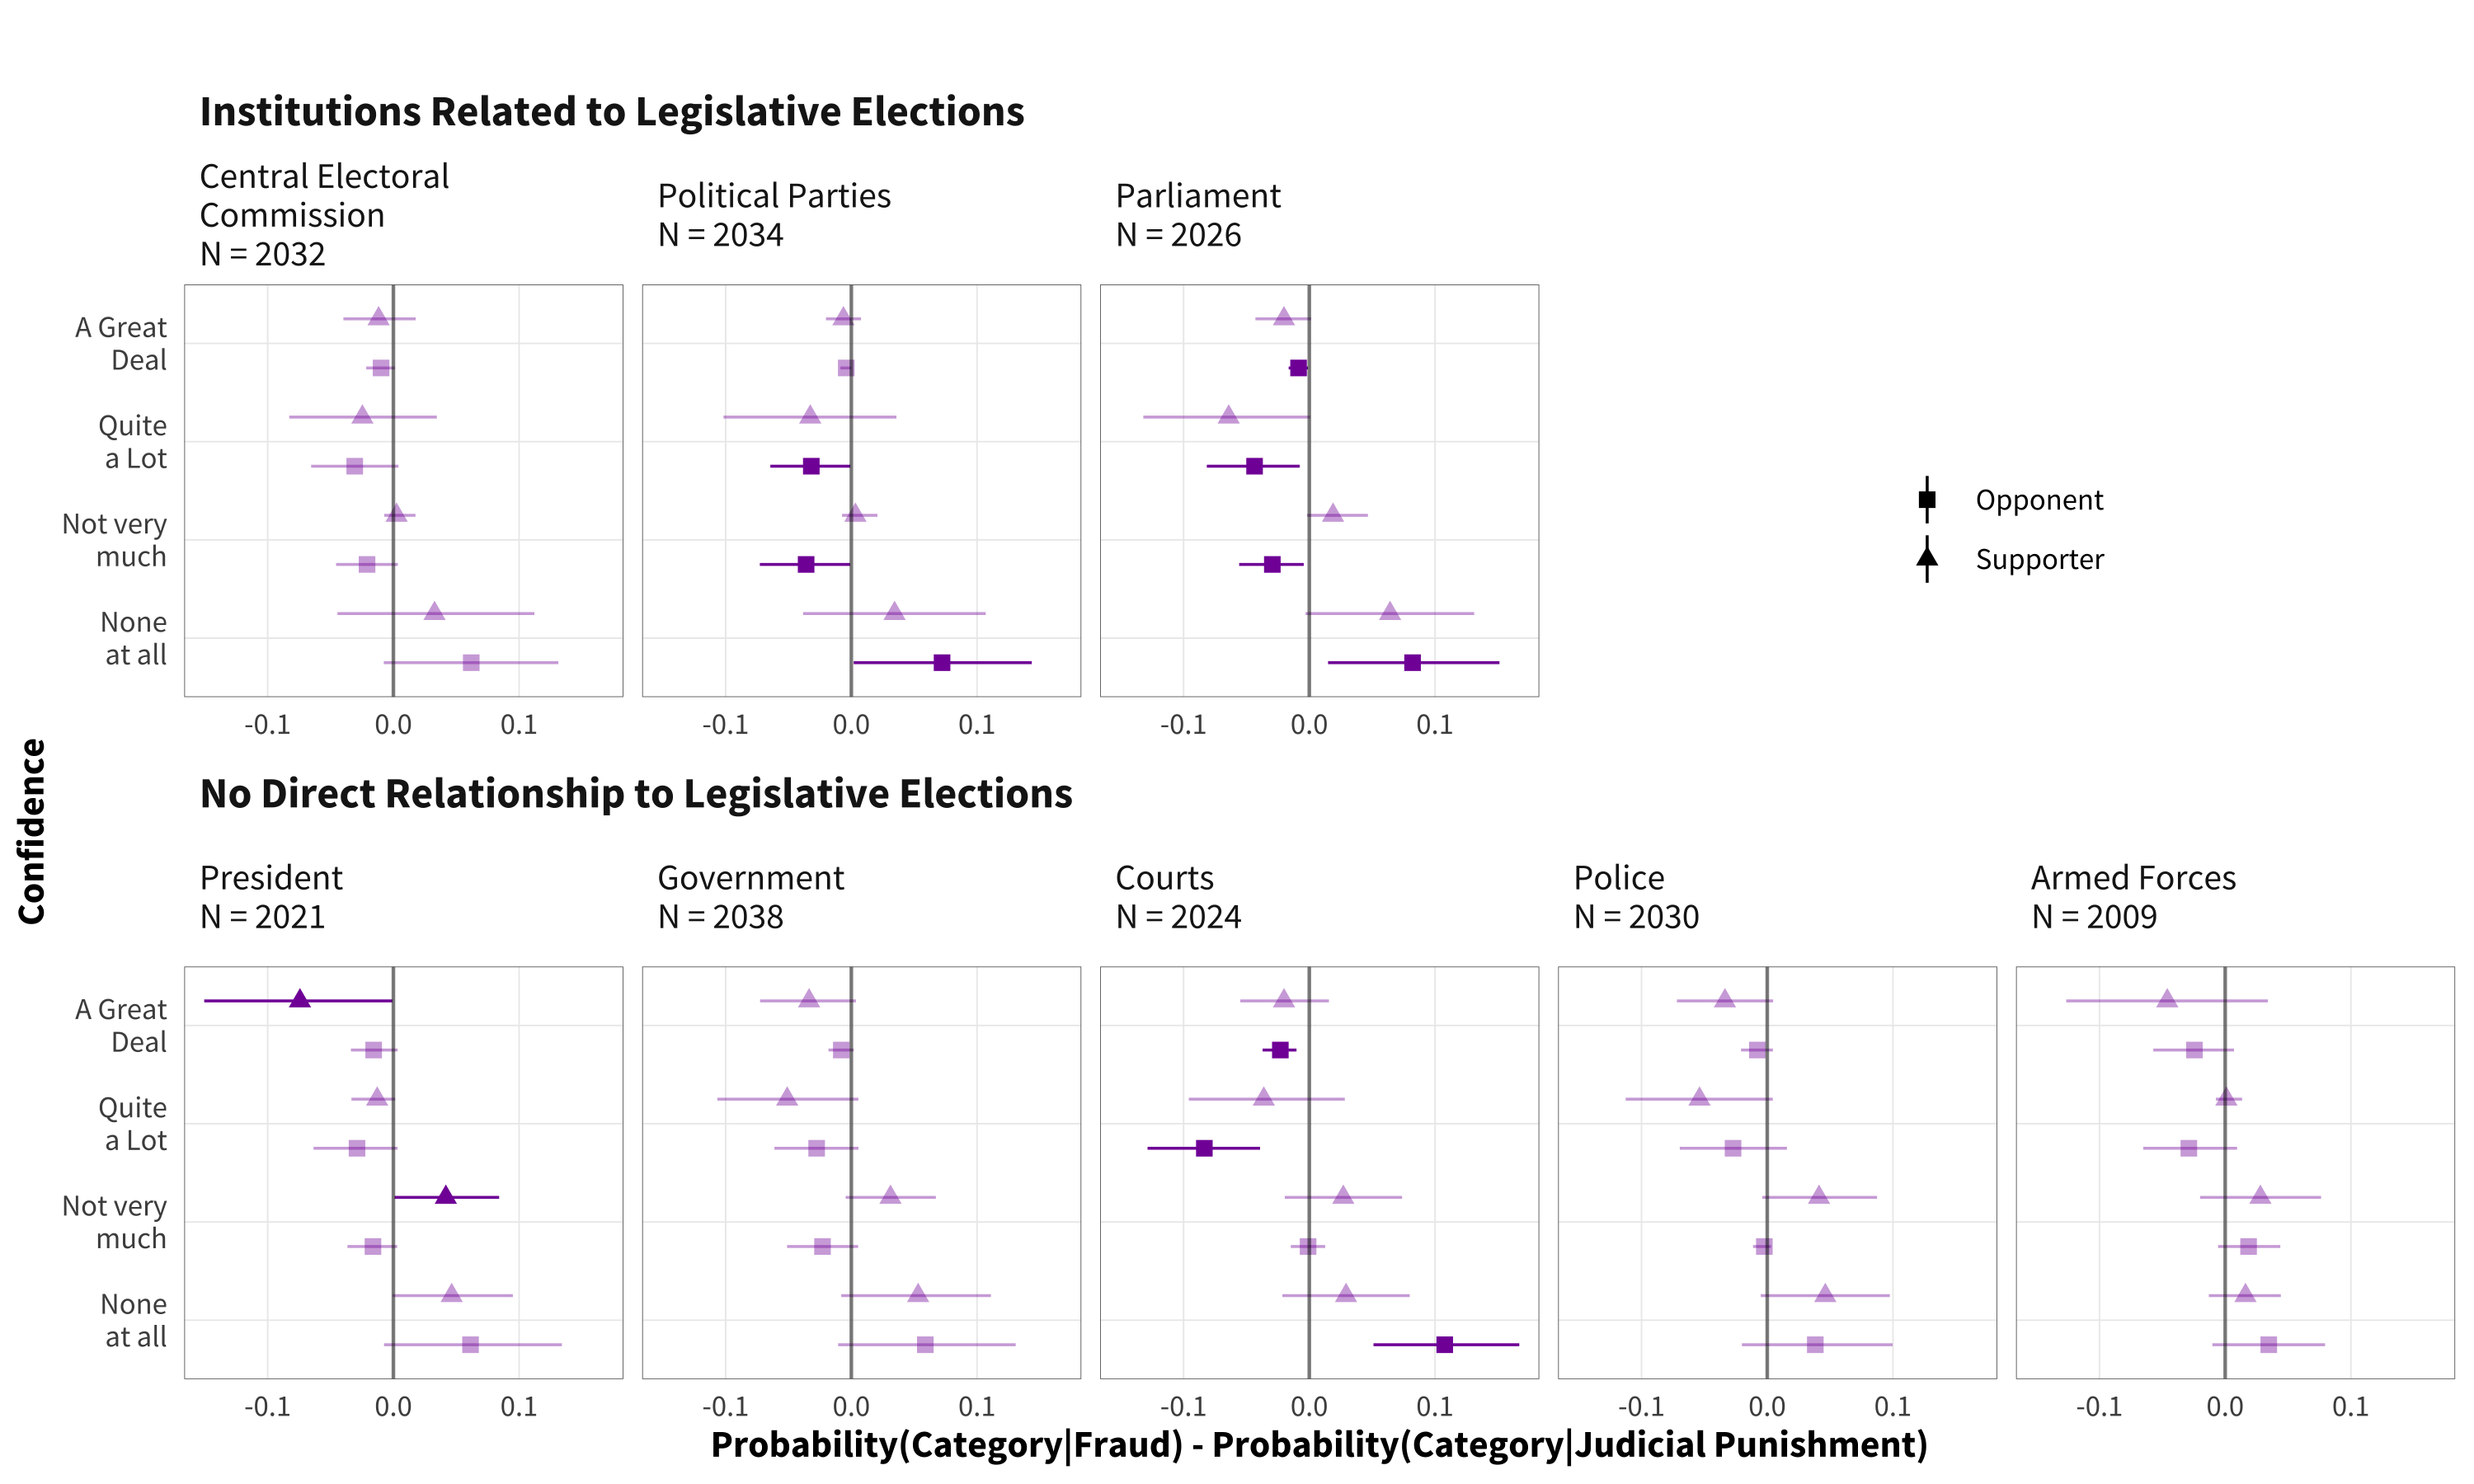 Institutions Related to Legislative Elections
Central Electoral
Commission
N = 2032
Political Parties
N = 2034
Parliament
N = 2026
A Great
Deal
Quite
a Lot
Not very
much
None
at all
-0.1 0.0 0.1
-0.1 0.0 0.1
-0.1 0.0 0.1
Opponent
Supporter
Confidence
No Direct Relationship to Legislative Elections
President
N = 2021
Government
N = 2038
Courts
N = 2024
Police
N = 2030
Armed Forces
N = 2009
A Great
Deal
Quite
a Lot
Not very
much
None
at all
-0.1 0.0 0.1
-0.1 0.0 0.1
-0.1 0.0 0.1
-0.1 0.0 0.1
-0.1 0.0 0.1
Probability(Category|Fraud) - Probability(Category|Judicial Punishment)